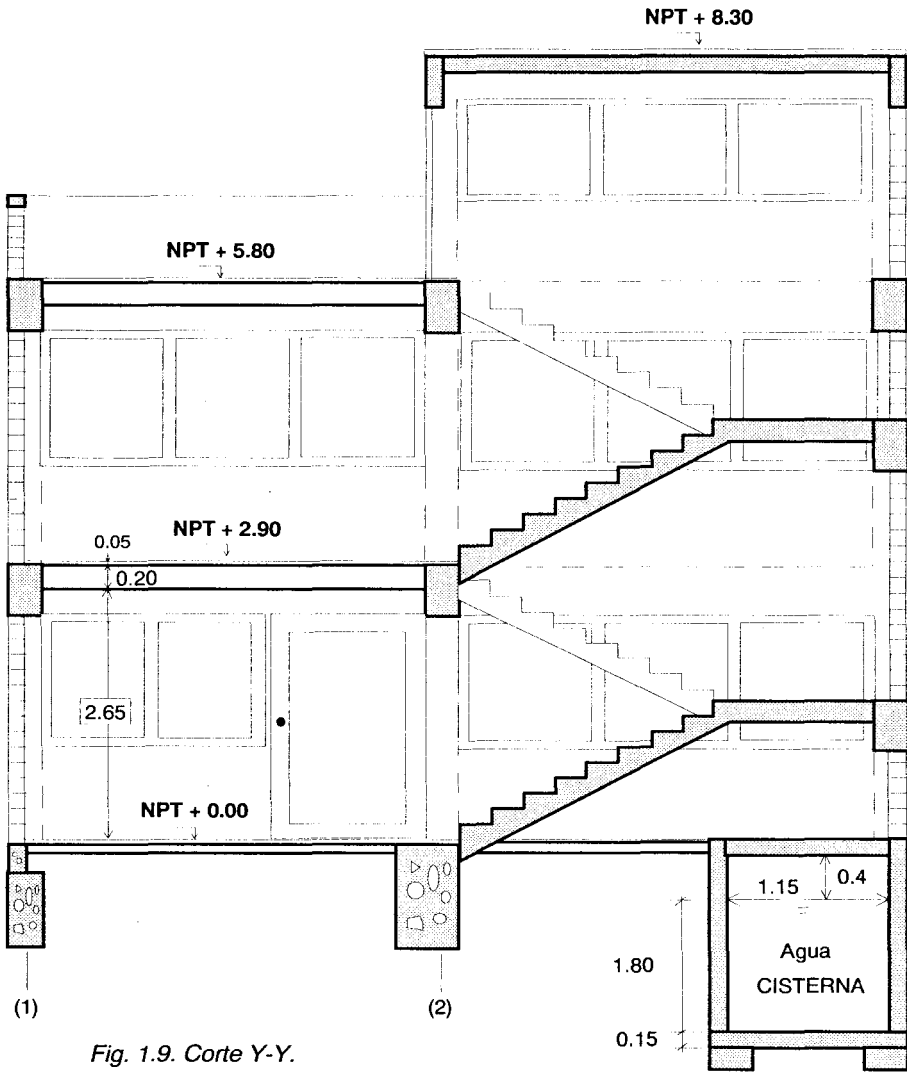 NPT + 8.30
NPT + 5.80
NPT + 2.90
0.05
0.20
2.65
NPT + 0.00
1.15
0.4
1.80
Agua
CISTERNA
0.15
(1)
(2)
Fig. 1.9. Corte Y-Y.